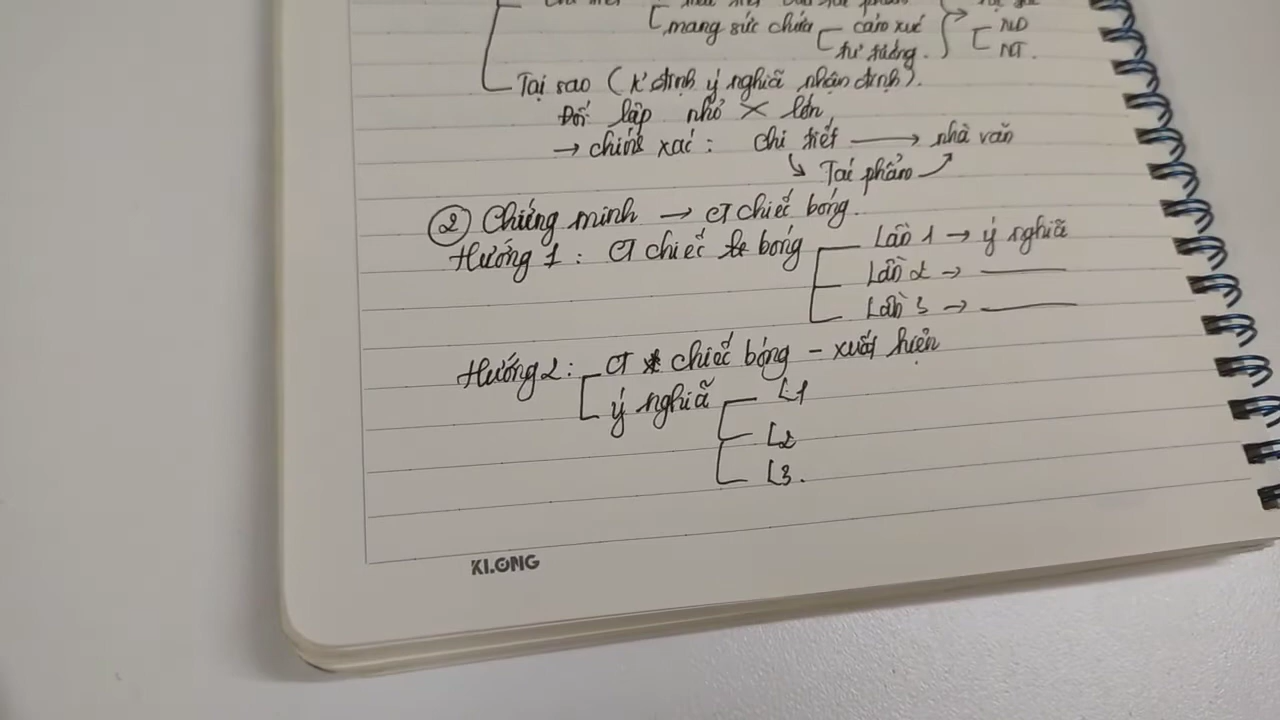 mang sức chứa cảm xúc
tư tưởng.
ND
NT
Tại sao (K định ý nghĩa nhận định).
Đối lập nhỏ X lớn
→ chính xác: chi tiết → nhà văn
↘ Tác phẩm ↗
② Chứng minh → CT chiếc bóng.
Hướng 1: CT chiếc bóng Lần 1 → ý nghĩa
Lần 2 →
Lần 3 →
Hướng 2: CT chiếc bóng - xuất hiện
ý nghĩa L1
L2
L3.
KLONG